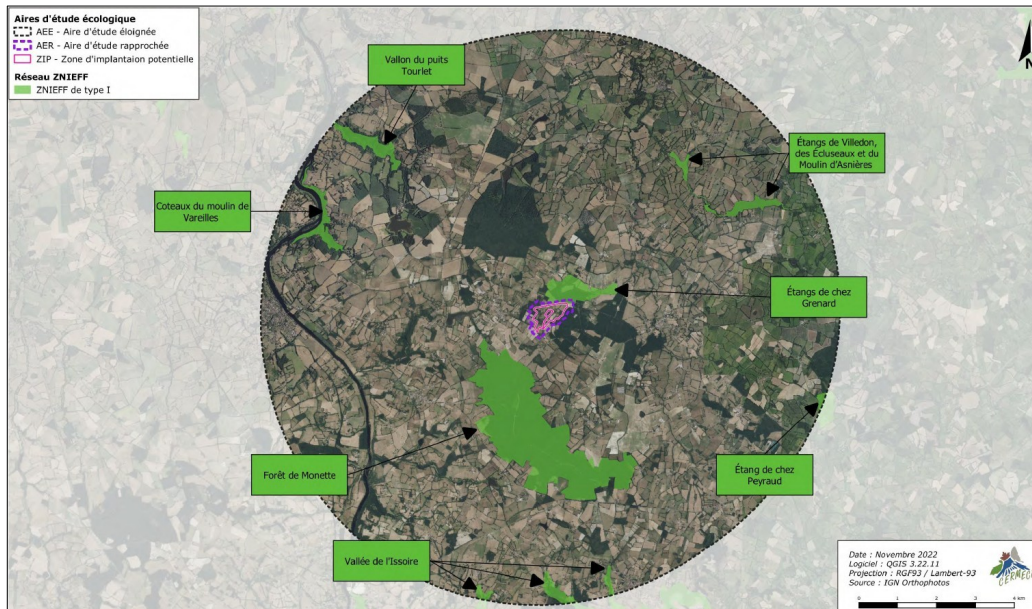 Aires d'étude écologique
AEE - Aire d'étude éloignée
AER - Aire d'étude rapprochée
ZIP - Zone d'implantaion potentielle
Réseau ZNIEFF
ZNIEFF de type I
N
Vallon du puits
Tourlet
Étangs de Villedon,
des Écluseaux et du
Moulin d'Asnières
Coteaux du moulin de
Vareilles
Étangs de chez
Grenard
Forêt de Monette
Étang de chez
Peyraud
Vallée de l'Issoire
Date : Novembre 2022
Logiciel : QGIS 3.22.11
Projection : RGF93 / Lambert-93
Source : IGN Orthophotos
CERMECO
0 1 2 3 4 km